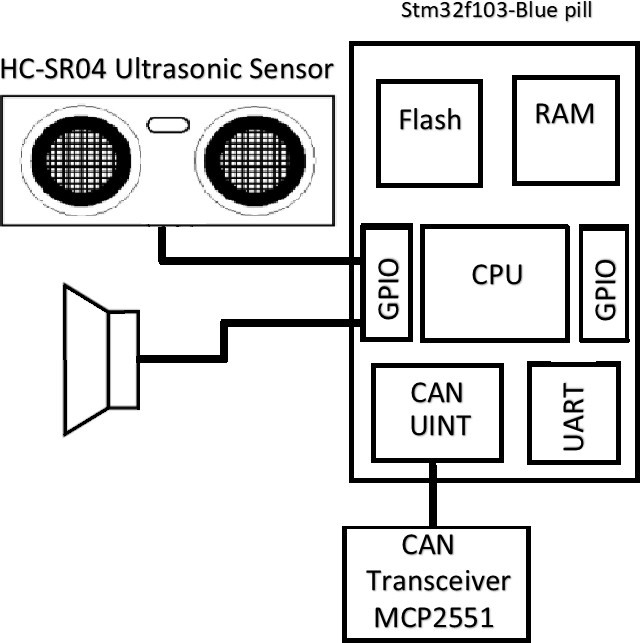 Stm32f103-Blue pill
HC-SR04 Ultrasonic Sensor
Flash
RAM
GPIO
CPU
GPIO
CAN
UINT
UART
CAN
Transceiver
MCP2551